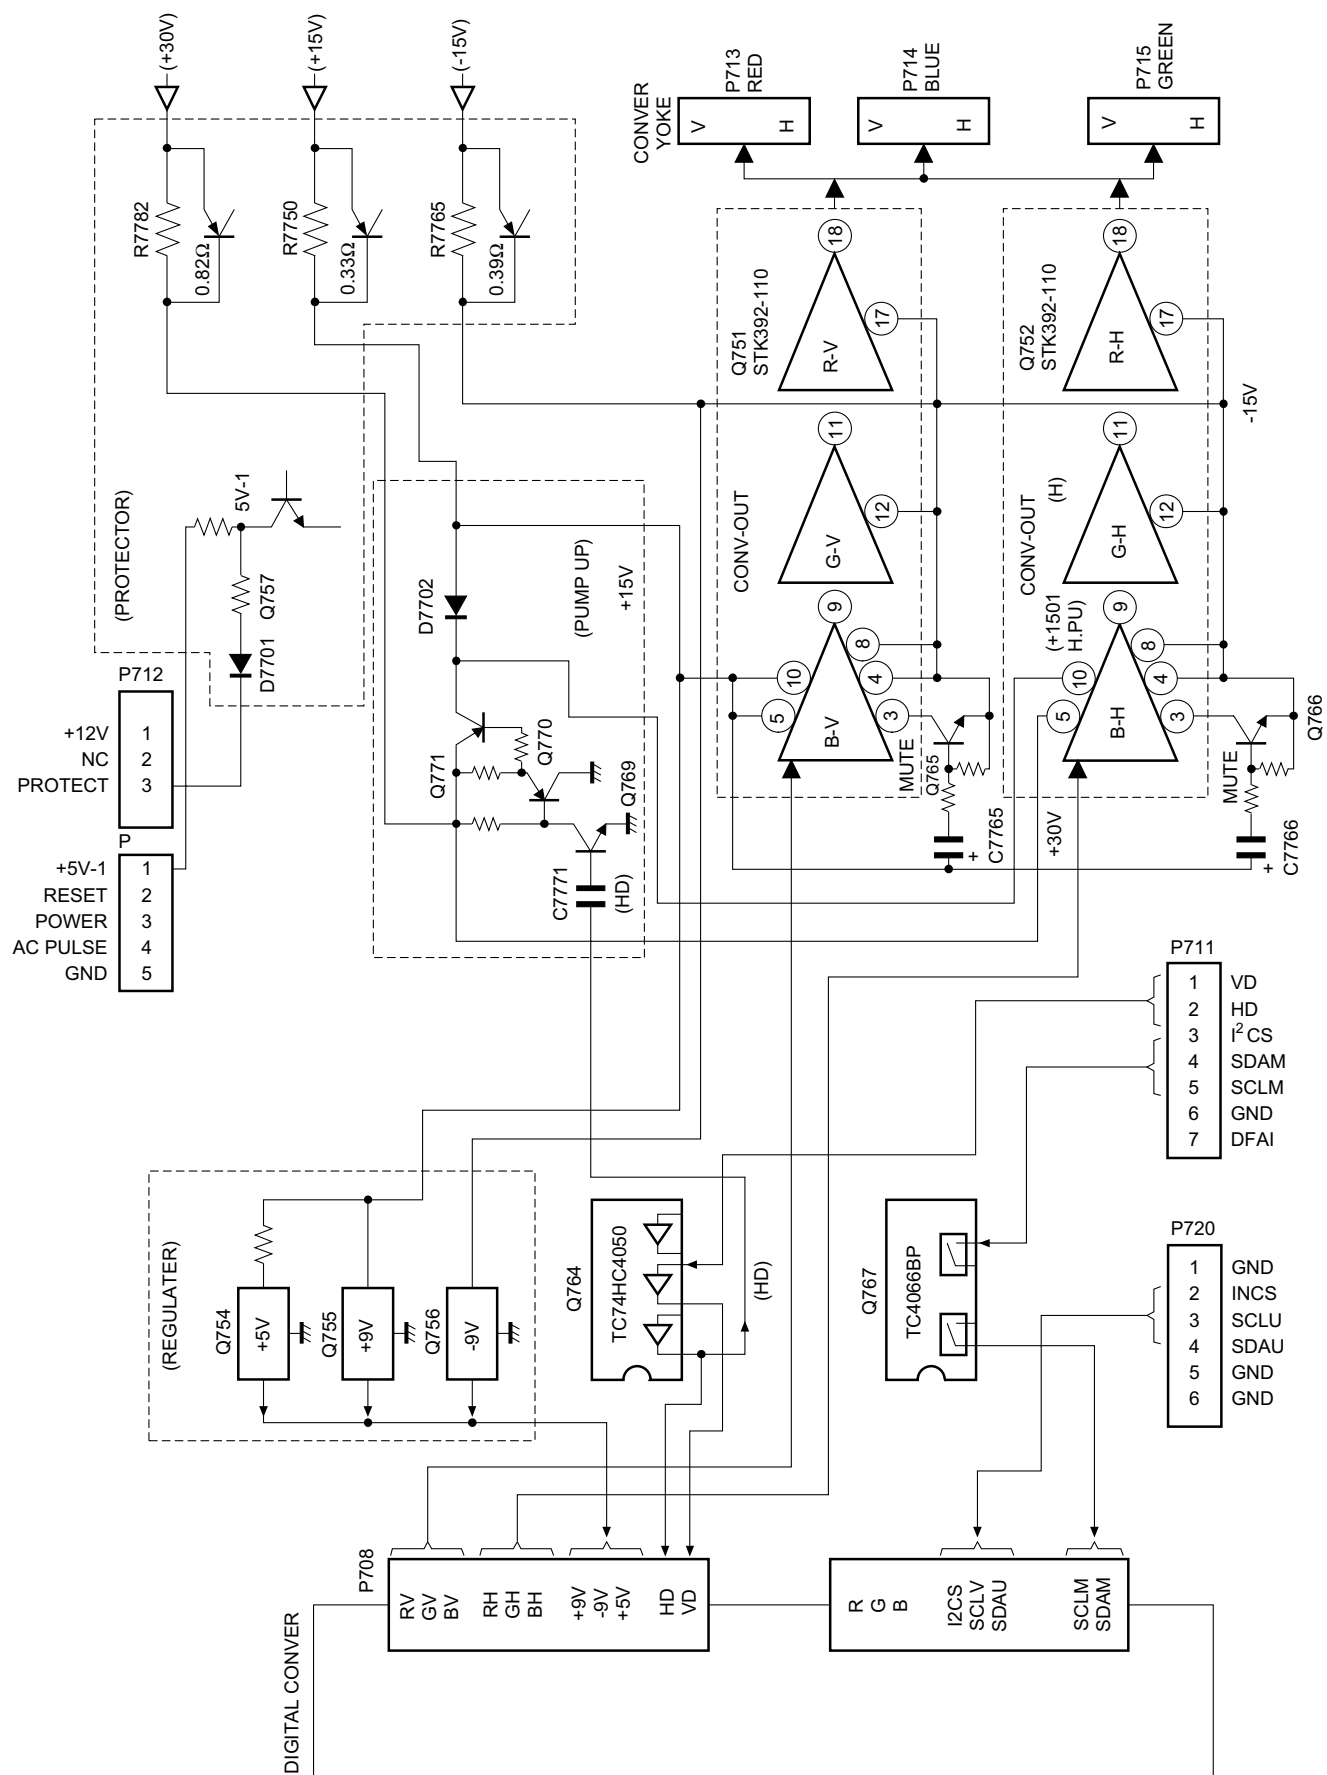 (+30V)
(+15V)
(-15V)
R7782
0.82Ω
R7750
0.33Ω
R7765
0.39Ω
(PROTECTOR)
5V-1
Q757
D7701
P712
+12V 1
NC 2
PROTECT 3
P
+5V-1 1
RESET 2
POWER 3
AC PULSE 4
GND 5
D7702
(PUMP UP)
+15V
Q771
Q770
Q769
C7771
(HD)
CONVER
YOKE
P713
RED
V H
P714
BLUE
V H
P715
GREEN
V H
Q751
STK392-110
R-V
18
17
CONV-OUT
G-V
11
12
B-V
9
8
10
4
5
3
MUTE
Q765
C7765
+
Q752
STK392-110
R-H
18
17
-15V
CONV-OUT
(H)
G-H
11
12
(+1501
H.PU)
B-H
9
8
10
4
5
3
MUTE
Q766
C7766
+
+30V
P711
1 VD
2 HD
3 I²CS
4 SDAM
5 SCLM
6 GND
7 DFAI
P720
1 GND
2 INCS
3 SCLU
4 SDAU
5 GND
6 GND
(REGULATER)
Q754
+5V
Q755
+9V
Q756
-9V
Q764
TC74HC4050
(HD)
Q767
TC4066BP
P708
RV
GV
BV
RH
GH
BH
+9V
-9V
+5V
HD
VD
R
G
B
I2CS
SCLV
SDAU
SCLM
SDAM
DIGITAL CONVER